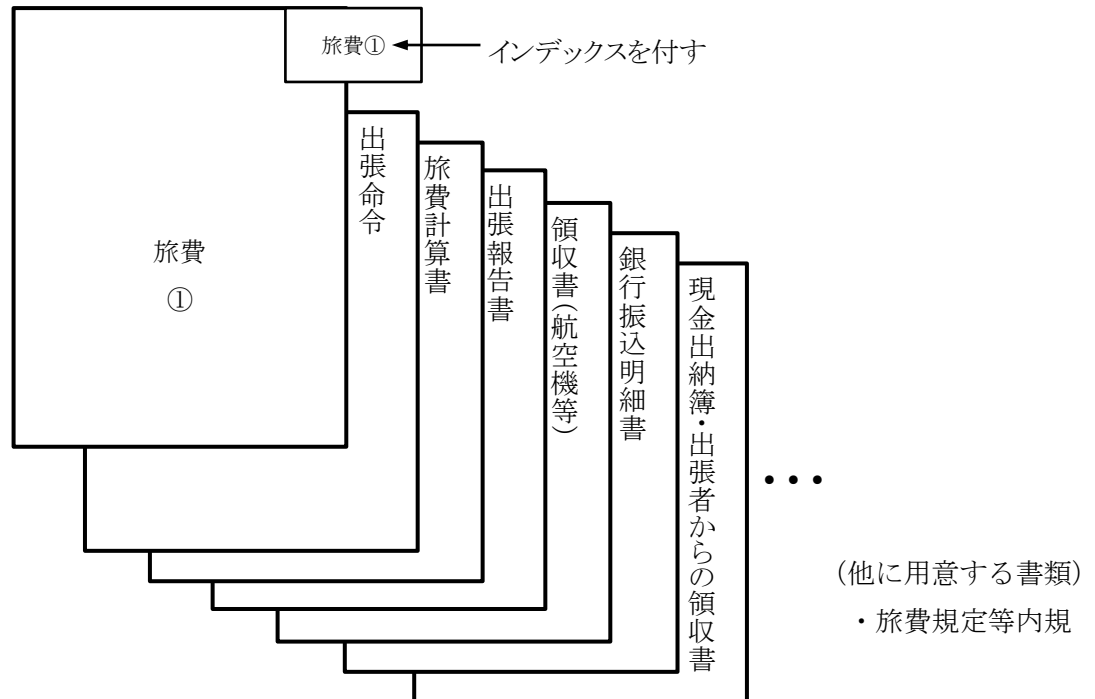 旅費①
インデックスを付す
旅費
①
出張命令
旅費計算書
出張報告書
領収書(航空機等)
銀行振込明細書
現金出納簿・出張者からの領収書
・・・
(他に用意する書類)
・旅費規定等内規